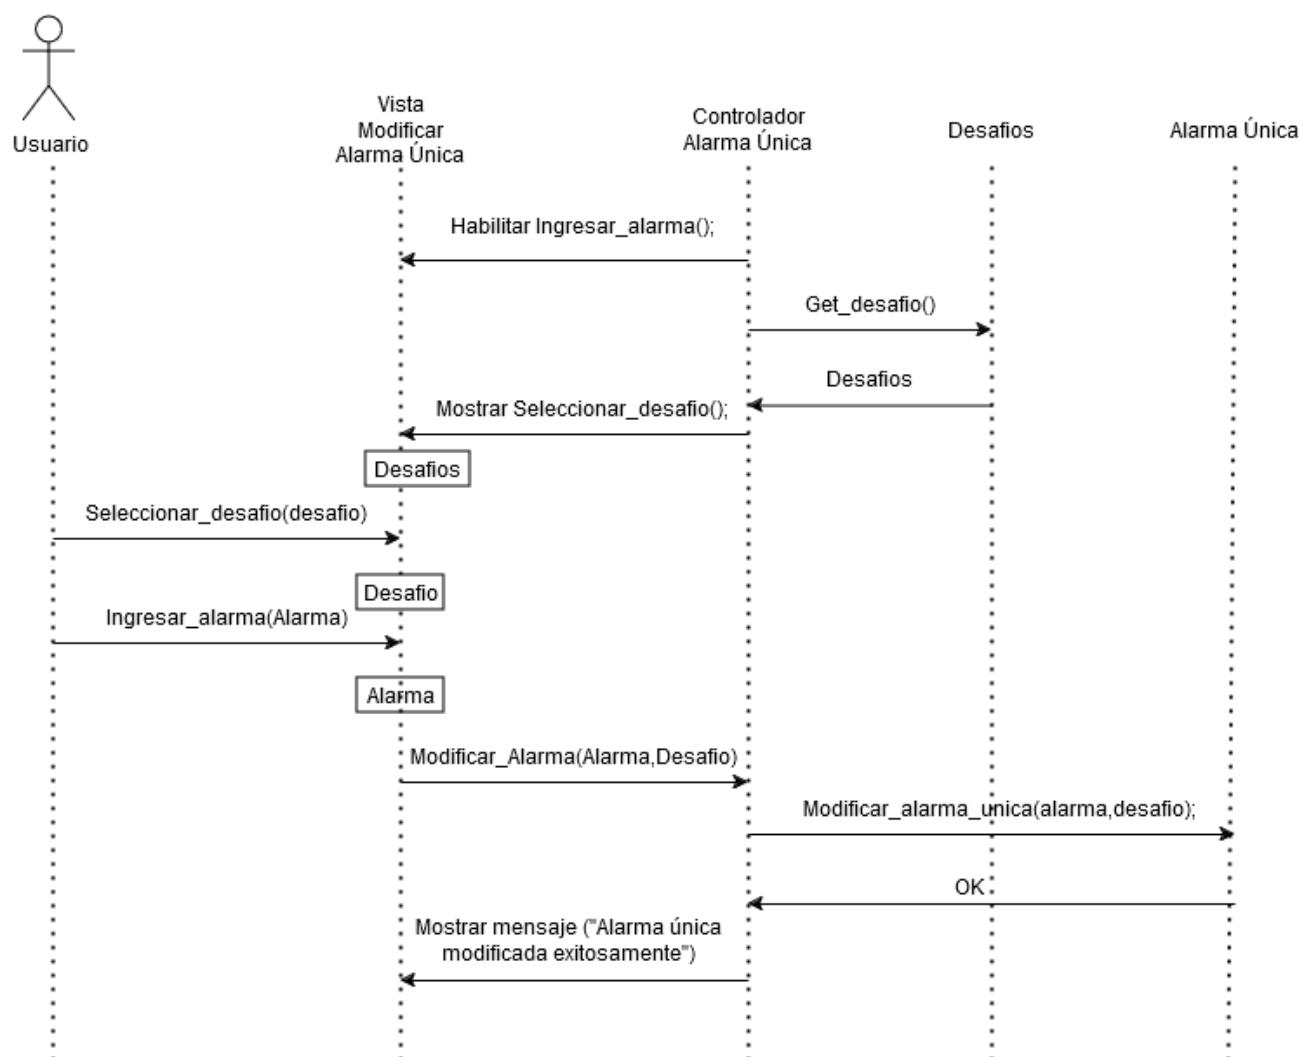 Usuario
Vista
Modificar
Alarma Única
Controlador
Alarma Única
Desafios
Alarma Única
Habilitar Ingresar_alarma();
Get_desafio()
Desafios
Mostrar Seleccionar_desafio();
Desafios
Seleccionar_desafio(desafio)
Desafio
Ingresar_alarma(Alarma)
Alarma
Modificar_Alarma(Alarma,Desafio)
Modificar_alarma_unica(alarma,desafio);
OK
Mostrar mensaje ("Alarma única
modificada exitosamente")